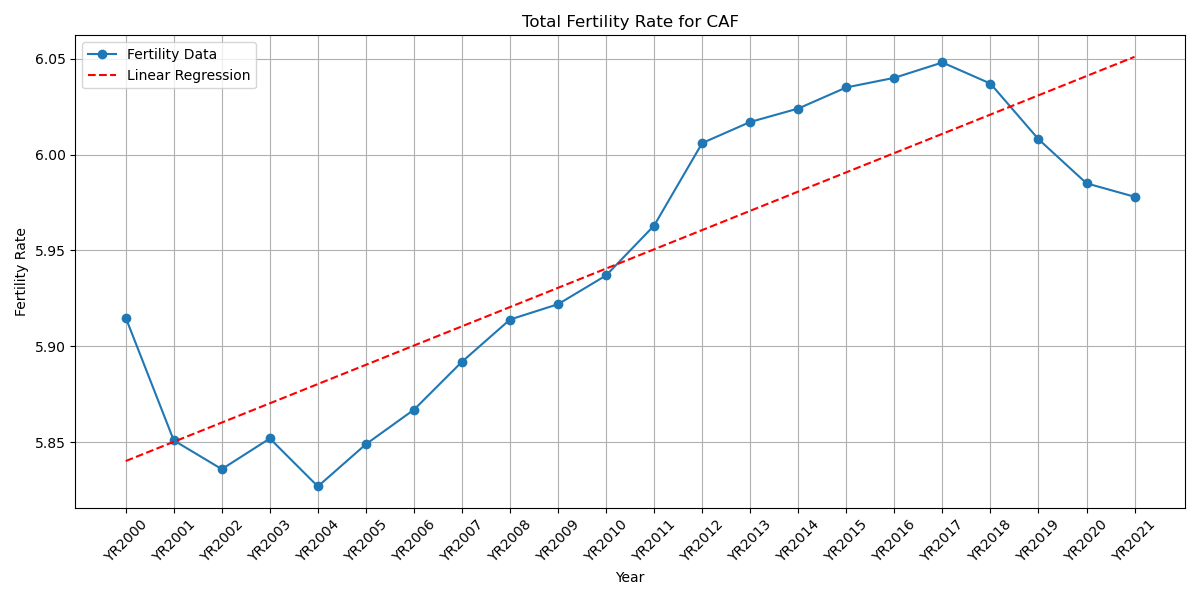 Total Fertility Rate for CAF
Fertility Data
Linear Regression
Fertility Rate
6.05
6.00
5.95
5.90
5.85
YR2000
YR2001
YR2002
YR2003
YR2004
YR2005
YR2006
YR2007
YR2008
YR2009
YR2010
YR2011
YR2012
YR2013
YR2014
YR2015
YR2016
YR2017
YR2018
YR2019
YR2020
YR2021
Year